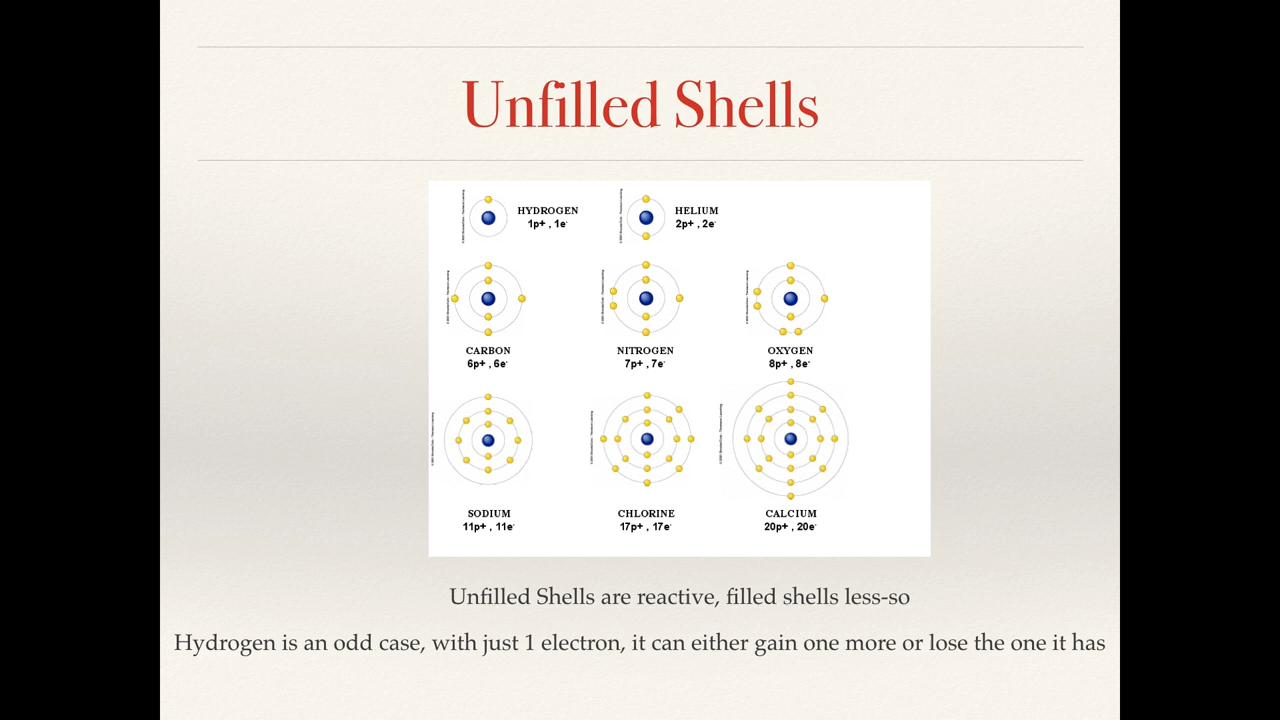 Unfilled Shells
HYDROGEN
1p+ , 1e-
HELIUM
2p+ , 2e-
CARBON
6p+ , 6e-
NITROGEN
7p+ , 7e-
OXYGEN
8p+ , 8e-
SODIUM
11p+ , 11e-
CHLORINE
17p+ , 17e-
CALCIUM
20p+ , 20e-
Unfilled Shells are reactive, filled shells less-so
Hydrogen is an odd case, with just 1 electron, it can either gain one more or lose the one it has